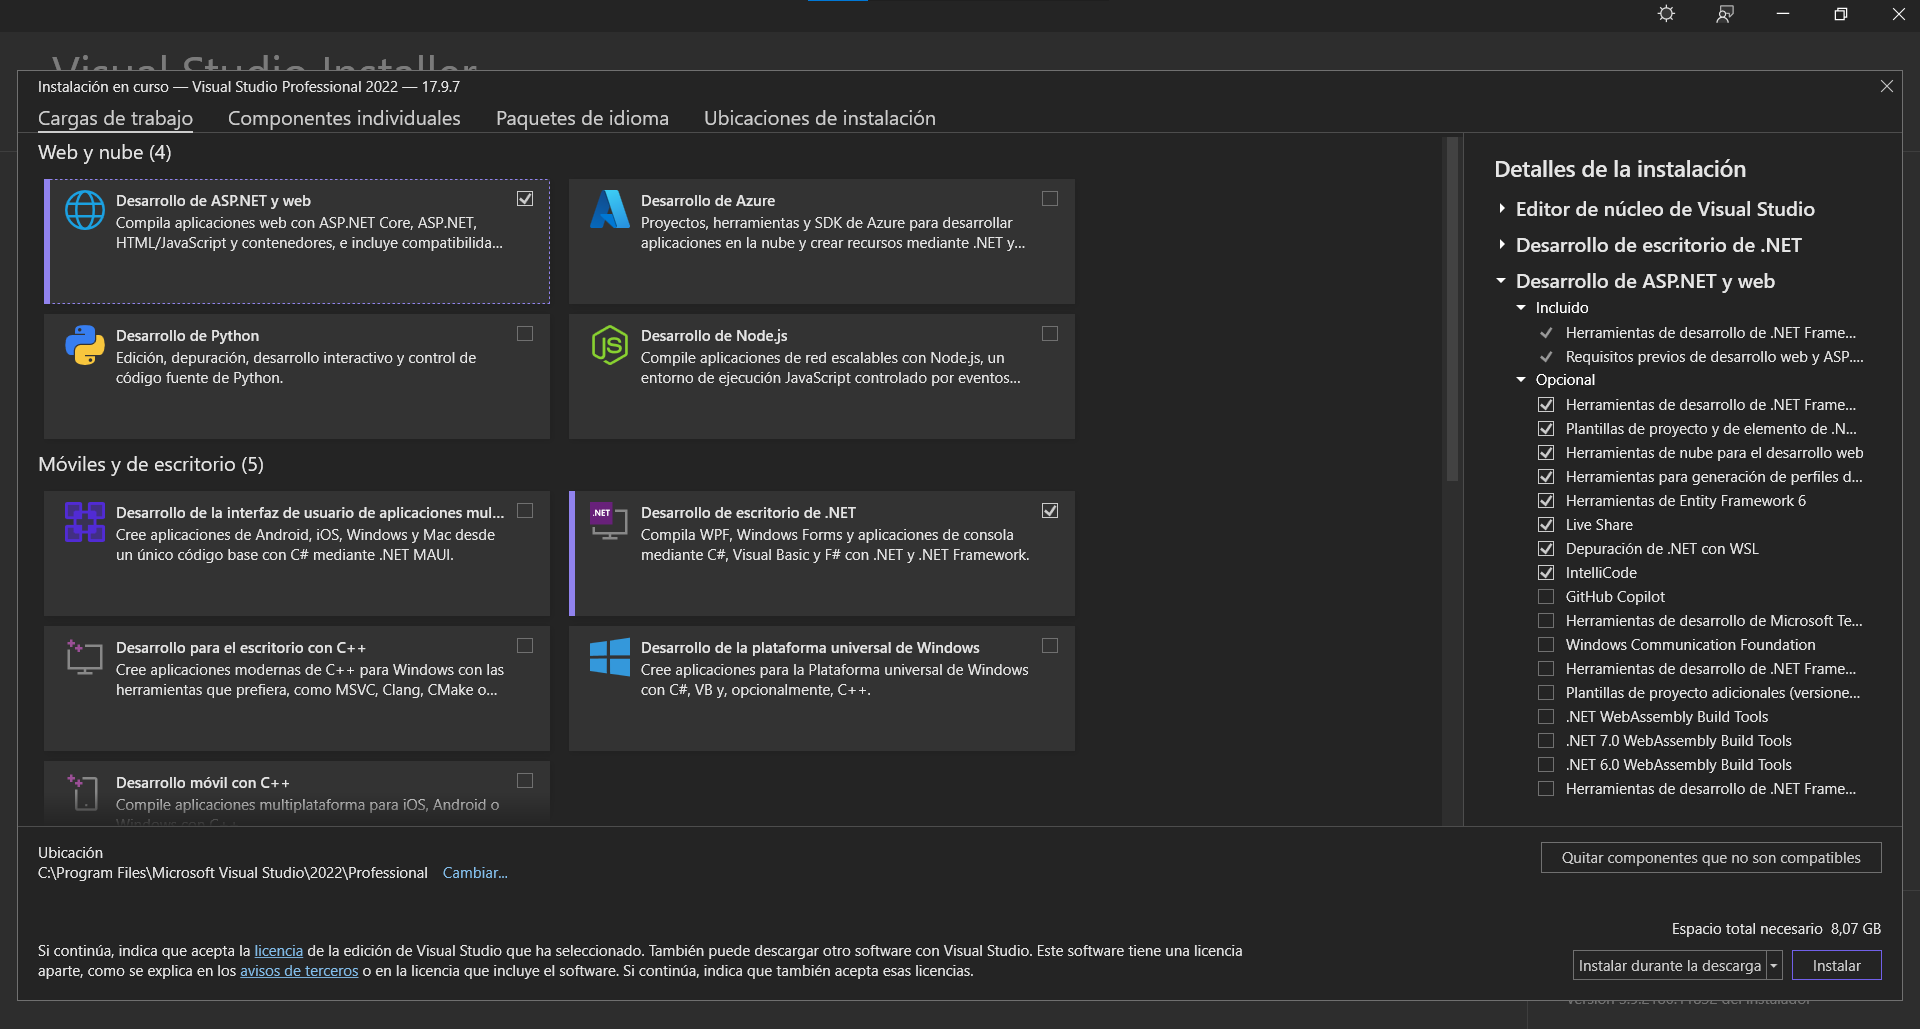 Visual Studio Installer
Instalación en curso — Visual Studio Professional 2022 — 17.9.7
Cargas de trabajo
Componentes individuales
Paquetes de idioma
Ubicaciones de instalación
Web y nube (4)
Desarrollo de ASP.NET y web
Compila aplicaciones web con ASP.NET Core, ASP.NET,
HTML/JavaScript y contenedores, e incluye compatibilida...
Desarrollo de Azure
Proyectos, herramientas y SDK de Azure para desarrollar
aplicaciones en la nube y crear recursos mediante .NET y...
Desarrollo de Python
Edición, depuración, desarrollo interactivo y control de
código fuente de Python.
JS
Desarrollo de Node.js
Compile aplicaciones de red escalables con Node.js, un
entorno de ejecución JavaScript controlado por eventos...
Móviles y de escritorio (5)
Desarrollo de la interfaz de usuario de aplicaciones mul...
Cree aplicaciones de Android, iOS, Windows y Mac desde
un único código base con C# mediante .NET MAUI.
.NET
Desarrollo de escritorio de .NET
Compila WPF, Windows Forms y aplicaciones de consola
mediante C#, Visual Basic y F# con .NET y .NET Framework.
Desarrollo para el escritorio con C++
Cree aplicaciones modernas de C++ para Windows con las
herramientas que prefiera, como MSVC, Clang, CMake o...
Desarrollo de la plataforma universal de Windows
Cree aplicaciones para la Plataforma universal de Windows
con C#, VB y, opcionalmente, C++.
Desarrollo móvil con C++
Compile aplicaciones multiplataforma para iOS, Android o
Windows con C++.
Detalles de la instalación
Editor de núcleo de Visual Studio
Desarrollo de escritorio de .NET
Desarrollo de ASP.NET y web
Incluido
Herramientas de desarrollo de .NET Frame...
Requisitos previos de desarrollo web y ASP....
Opcional
Herramientas de desarrollo de .NET Frame...
Plantillas de proyecto y de elemento de .N...
Herramientas de nube para el desarrollo web
Herramientas para generación de perfiles d...
Herramientas de Entity Framework 6
Live Share
Depuración de .NET con WSL
IntelliCode
GitHub Copilot
Herramientas de desarrollo de Microsoft Te...
Windows Communication Foundation
Herramientas de desarrollo de .NET Frame...
Plantillas de proyecto adicionales (versione...
.NET WebAssembly Build Tools
.NET 7.0 WebAssembly Build Tools
.NET 6.0 WebAssembly Build Tools
Herramientas de desarrollo de .NET Frame...
Ubicación
C:\Program Files\Microsoft Visual Studio\2022\Professional Cambiar...
Quitar componentes que no son compatibles
Espacio total necesario 8,07 GB
Si continúa, indica que acepta la licencia de la edición de Visual Studio que ha seleccionado. También puede descargar otro software con Visual Studio. Este software tiene una licencia
aparte, como se explica en los avisos de terceros o en la licencia que incluye el software. Si continúa, indica que también acepta esas licencias.
Instalar durante la descarga
Instalar
del instalador